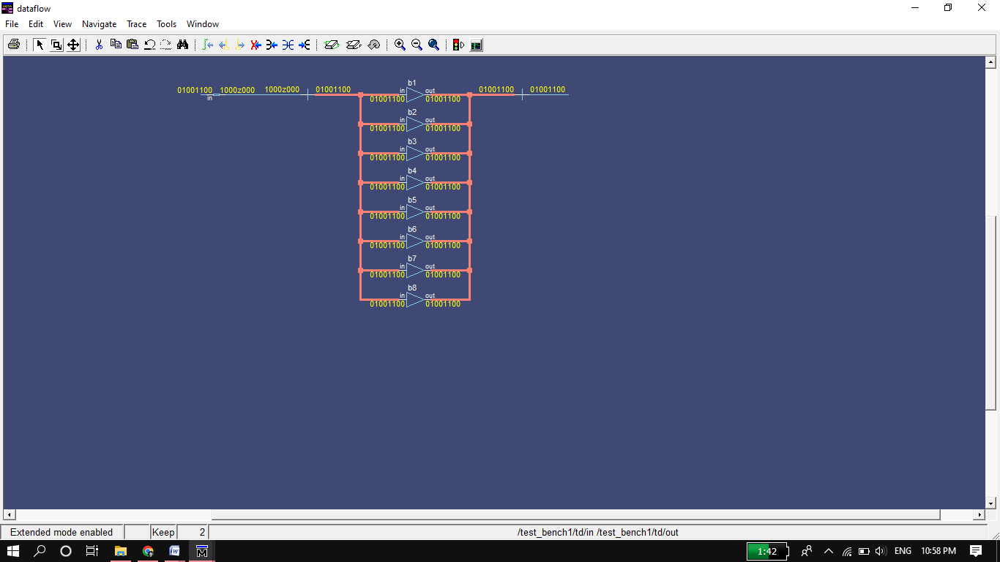 dataflow
File Edit View Navigate Trace Tools Window
b1
01001100 1000z000 1000z000 01001100 in out 01001100 01001100
in 01001100 01001100
b2
in out
01001100 01001100
b3
in out
01001100 01001100
b4
in out
01001100 01001100
b5
in out
01001100 01001100
b6
in out
01001100 01001100
b7
in out
01001100 01001100
b8
in out
01001100 01001100
Extended mode enabled Keep 2 /test_bench1/td/in /test_bench1/td/out
1:42 ENG 10:58 PM